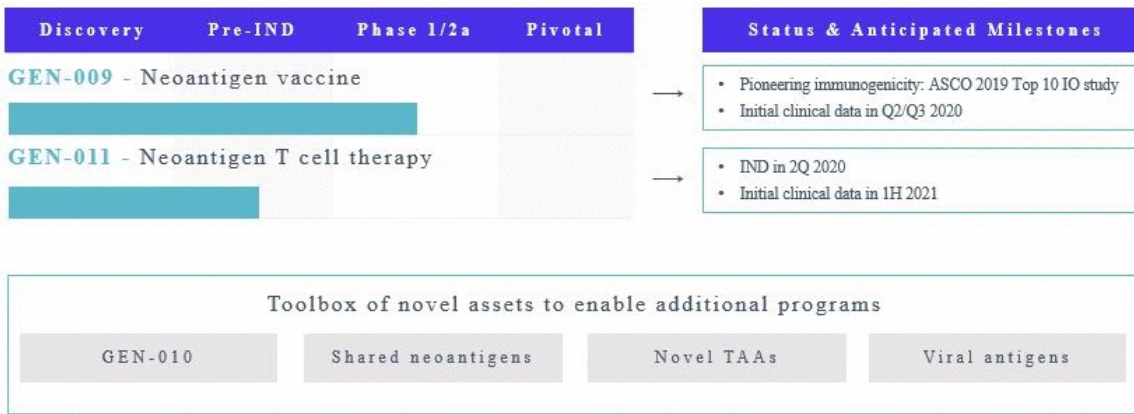 Discovery Pre-IND Phase 1/2a Pivotal
Status & Anticipated Milestones
GEN-009 - Neoantigen vaccine
• Pioneering immunogenicity: ASCO 2019 Top 10 IO study
• Initial clinical data in Q2/Q3 2020
GEN-011 - Neoantigen T cell therapy
• IND in 2Q 2020
• Initial clinical data in 1H 2021
Toolbox of novel assets to enable additional programs
GEN-010
Shared neoantigens
Novel TAAs
Viral antigens